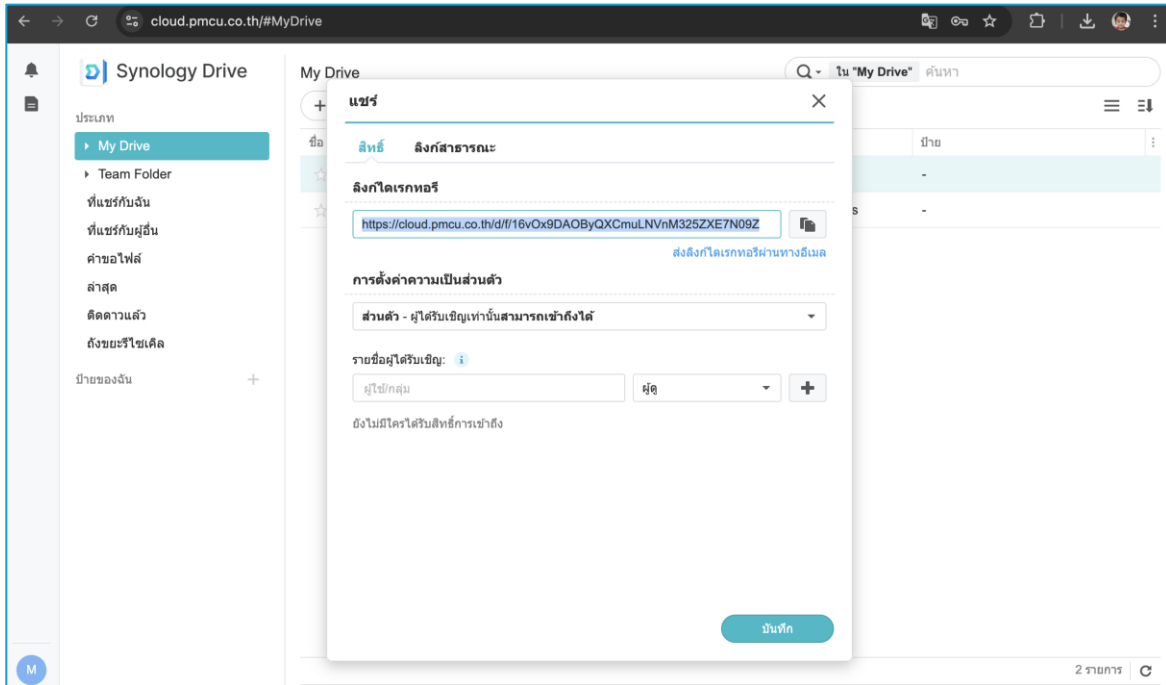 cloud.pmcu.co.th/#MyDrive
Synology Drive
My Drive
ใน "My Drive" ค้นหา
แชร์
ประเภท
My Drive
Team Folder
ที่แชร์กับฉัน
ที่แชร์กับผู้อื่น
คำขอไฟล์
ล่าสุด
ติดดาวแล้ว
ถังขยะรีไซเคิล
ป้ายของฉัน
ชื่อ
ป้าย
-
s
-
สิทธิ์ ลิงก์สาธารณะ
ลิงก์ไดเรกทอรี
https://cloud.pmcu.co.th/d/f/16vOx9DAOByQXCmuLNVnM325ZXE7N09Z
ส่งลิงก์ไดเรกทอรีผ่านทางอีเมล
การตั้งค่าความเป็นส่วนตัว
ส่วนตัว - ผู้ได้รับเชิญเท่านั้นสามารถเข้าถึงได้
รายชื่อผู้ได้รับเชิญ: i
ผู้ใช้/กลุ่ม ผู้ดู
ยังไม่มีใครได้รับสิทธิ์การเข้าถึง
บันทึก
M
2 รายการ